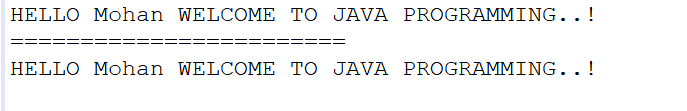 HELLO Mohan WELCOME TO JAVA PROGRAMMING..!
========================
HELLO Mohan WELCOME TO JAVA PROGRAMMING..!